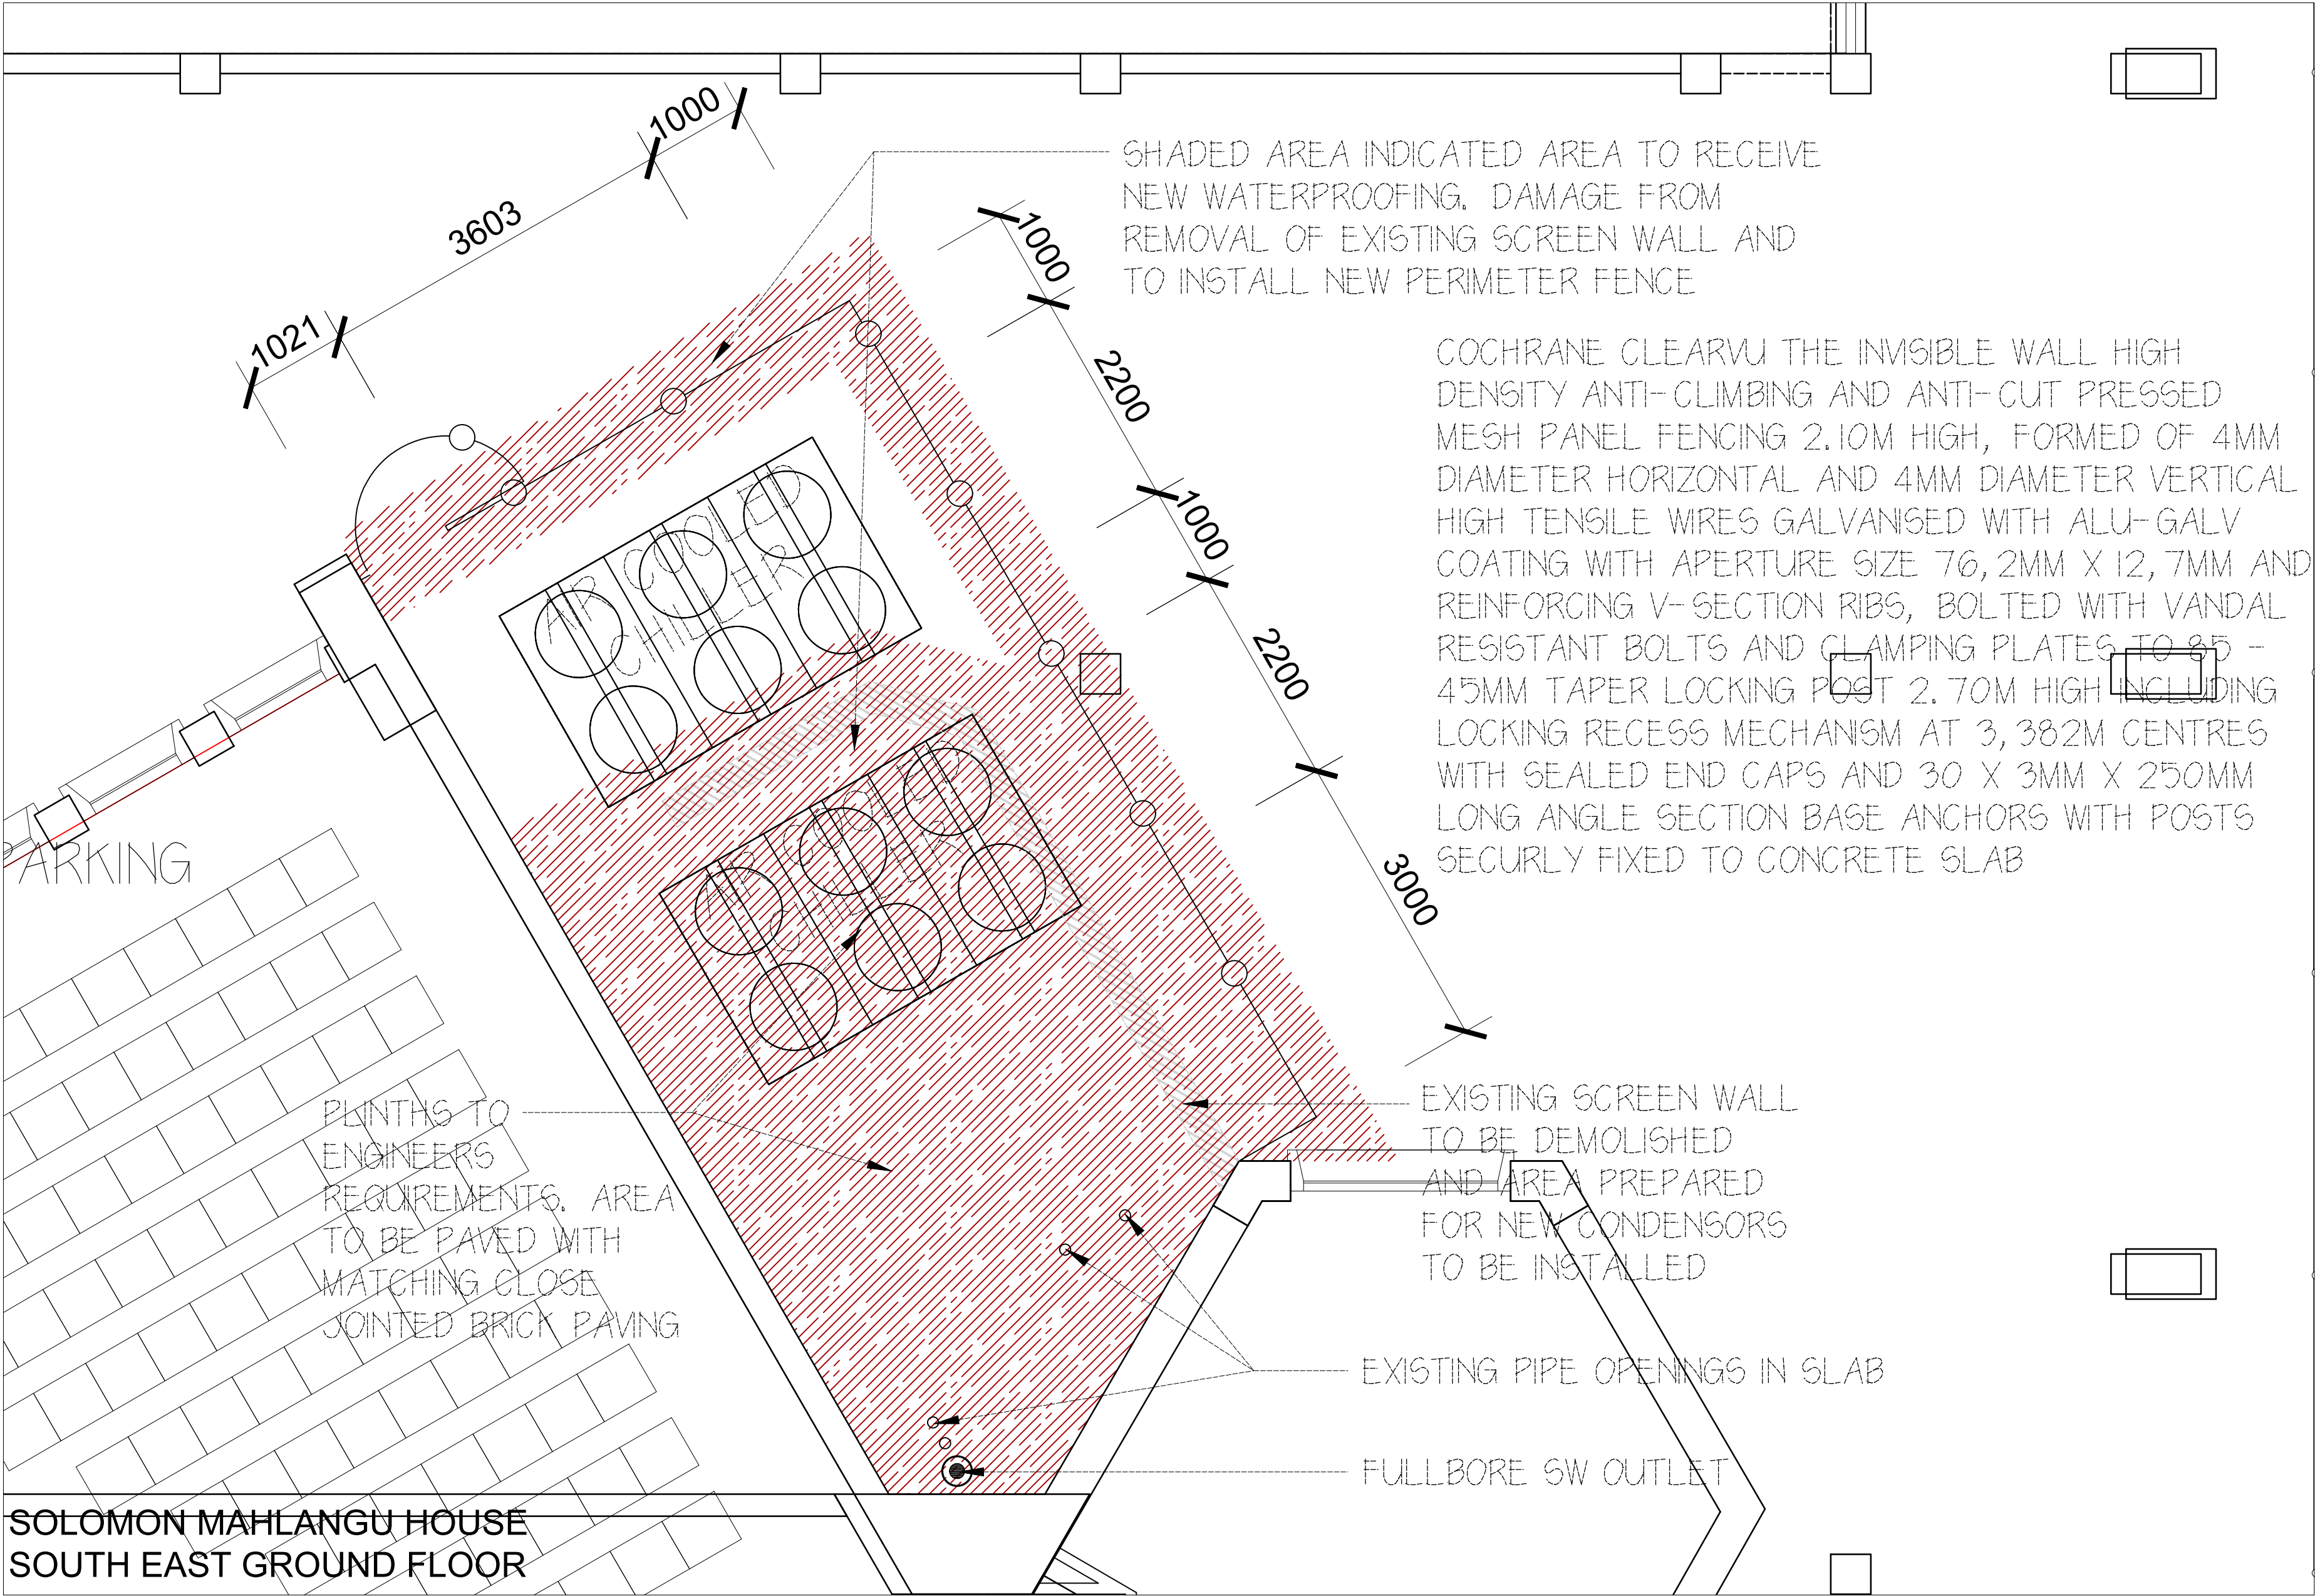 1000
3603
1021
SHADED AREA INDICATED AREA TO RECEIVE
NEW WATERPROOFING. DAMAGE FROM
REMOVAL OF EXISTING SCREEN WALL AND
TO INSTALL NEW PERIMETER FENCE
1000
2200
1000
2200
3000
COCHRANE CLEARVU THE INVISIBLE WALL HIGH
DENSITY ANTI-CLIMBING AND ANTI-CUT PRESSED
MESH PANEL FENCING 2.10M HIGH, FORMED OF 4MM
DIAMETER HORIZONTAL AND 4MM DIAMETER VERTICAL
HIGH TENSILE WIRES GALVANISED WITH ALU-GALV
COATING WITH APERTURE SIZE 76,2MM X 12,7MM AND
REINFORCING V-SECTION RIBS, BOLTED WITH VANDAL
RESISTANT BOLTS AND CLAMPING PLATES TO 85 -
45MM TAPER LOCKING POST 2.70M HIGH INCLUDING
LOCKING RECESS MECHANISM AT 3,382M CENTRES
WITH SEALED END CAPS AND 30 X 3MM X 250MM
LONG ANGLE SECTION BASE ANCHORS WITH POSTS
SECURLY FIXED TO CONCRETE SLAB
AIR COOLED
CHILLER
AIR COOLED
CHILLER
PARKING
PLINTHS TO
ENGINEERS
REQUIREMENTS. AREA
TO BE PAVED WITH
MATCHING CLOSE
JOINTED BRICK PAVING
EXISTING SCREEN WALL
TO BE DEMOLISHED
AND AREA PREPARED
FOR NEW CONDENSORS
TO BE INSTALLED
EXISTING PIPE OPENINGS IN SLAB
FULLBORE SW OUTLET
SOLOMON MAHLANGU HOUSE
SOUTH EAST GROUND FLOOR